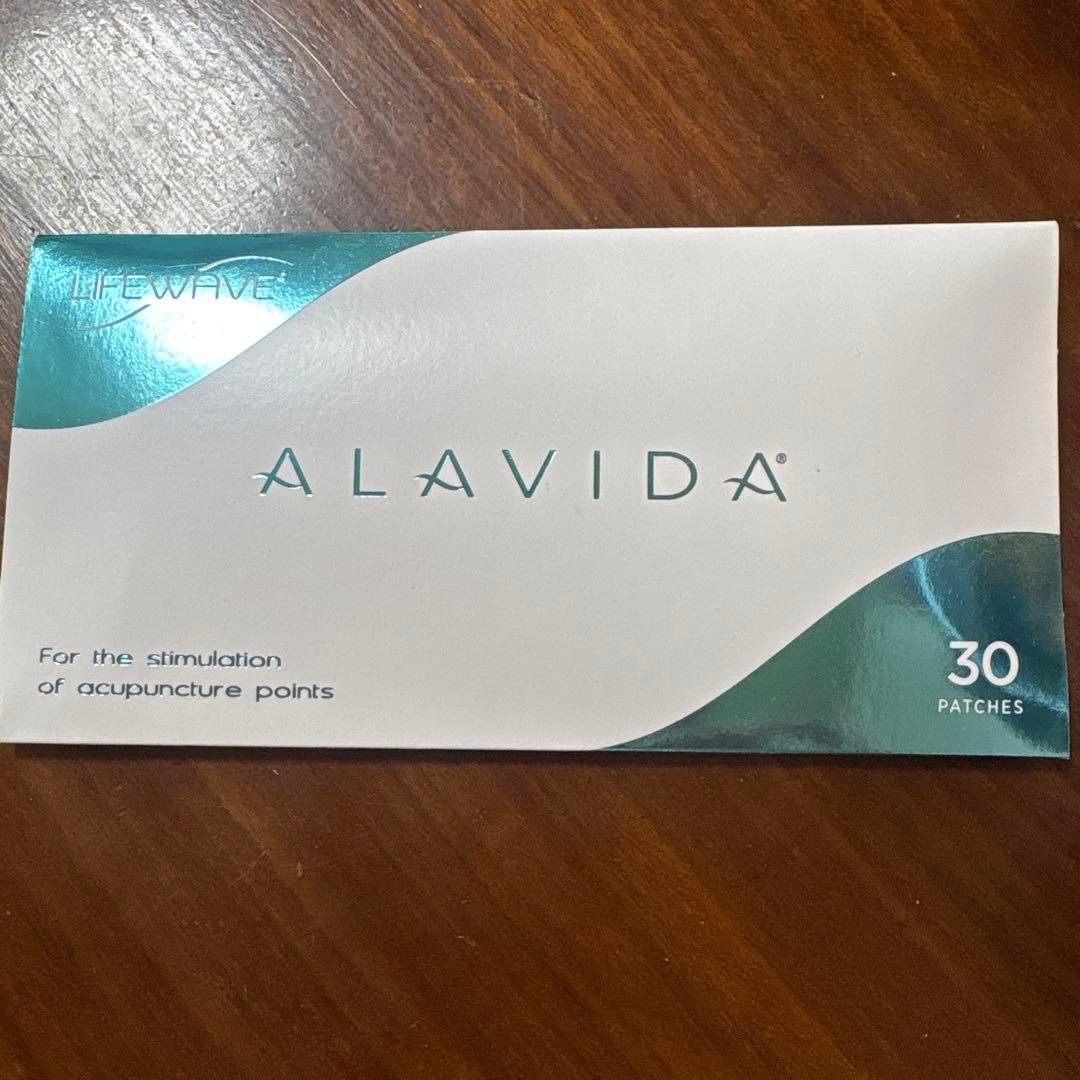 LIFEWAVE®
ALAVIDA®
For the stimulation
of acupuncture points
30
PATCHES